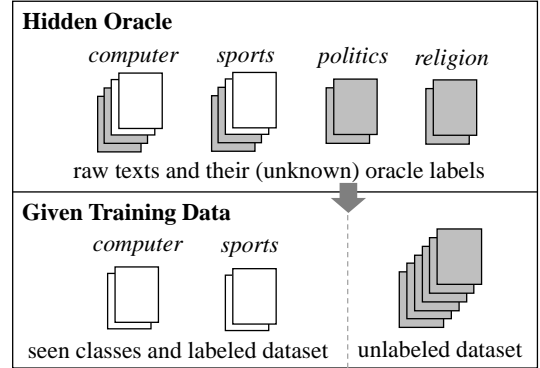 Hidden Oracle
computer sports politics religion
raw texts and their (unknown) oracle labels
Given Training Data
computer sports
seen classes and labeled dataset unlabeled dataset